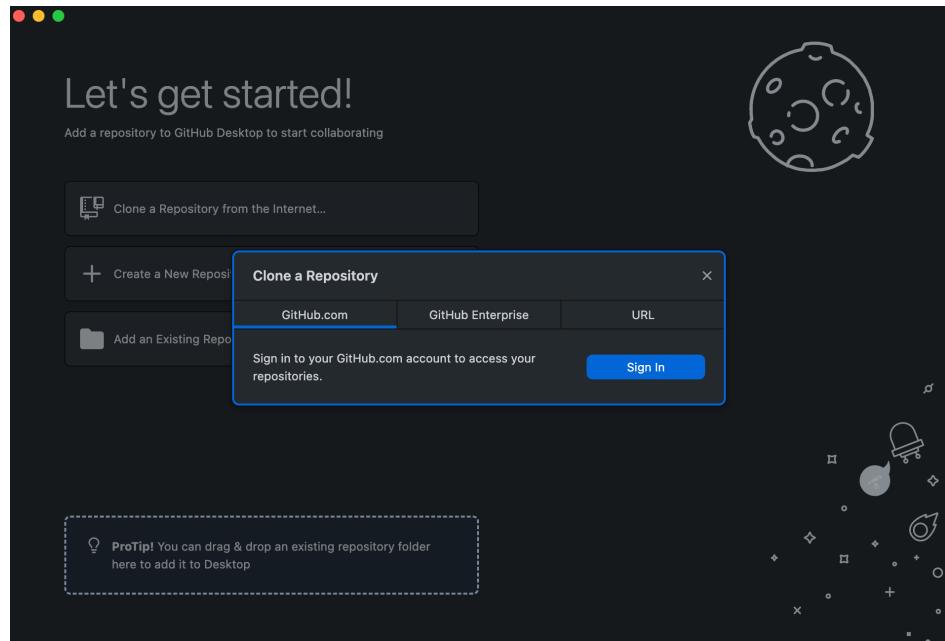 Let's get started!
Add a repository to GitHub Desktop to start collaborating
Clone a Repository from the Internet...
Create a New Reposi
Add an Existing Repo
Clone a Repository
GitHub.com
GitHub Enterprise
URL
Sign in to your GitHub.com account to access your
repositories.
Sign In
ProTip! You can drag & drop an existing repository folder
here to add it to Desktop